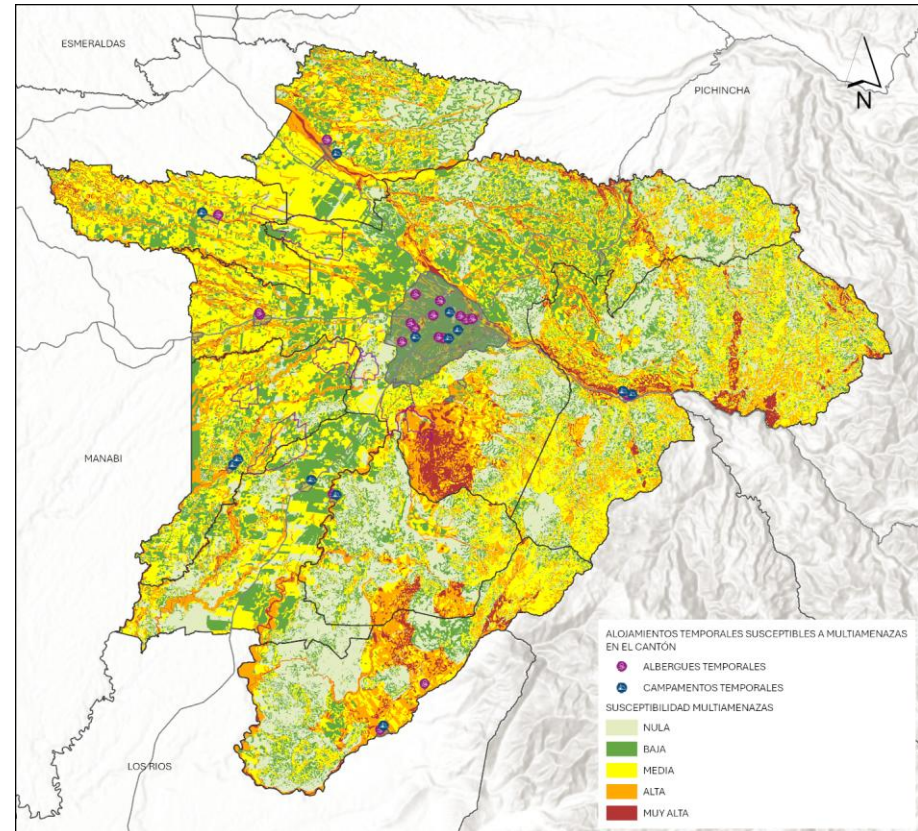 ESMERALDAS
PICHINCHA
N
MANABI
LOS RIOS
ALOJAMIENTOS TEMPORALES SUSCEPTIBLES A MULTIAMENAZAS
EN EL CANTÓN
ALBERGUES TEMPORALES
CAMPAMENTOS TEMPORALES
SUSCEPTIBILIDAD MULTIAMENAZAS
NULA
BAJA
MEDIA
ALTA
MUY ALTA